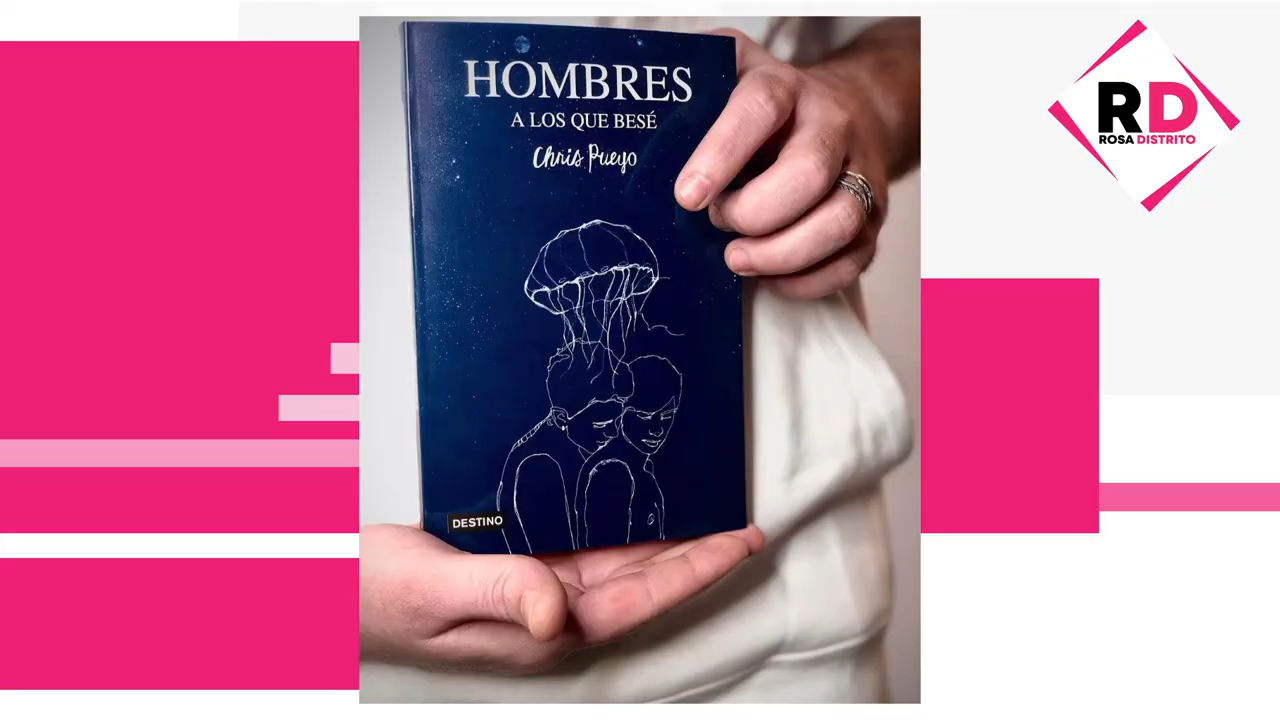 HOMBRES
A LOS QUE BESÉ
Chris Pueyo
DESTINO
RD
ROSA DISTRITO